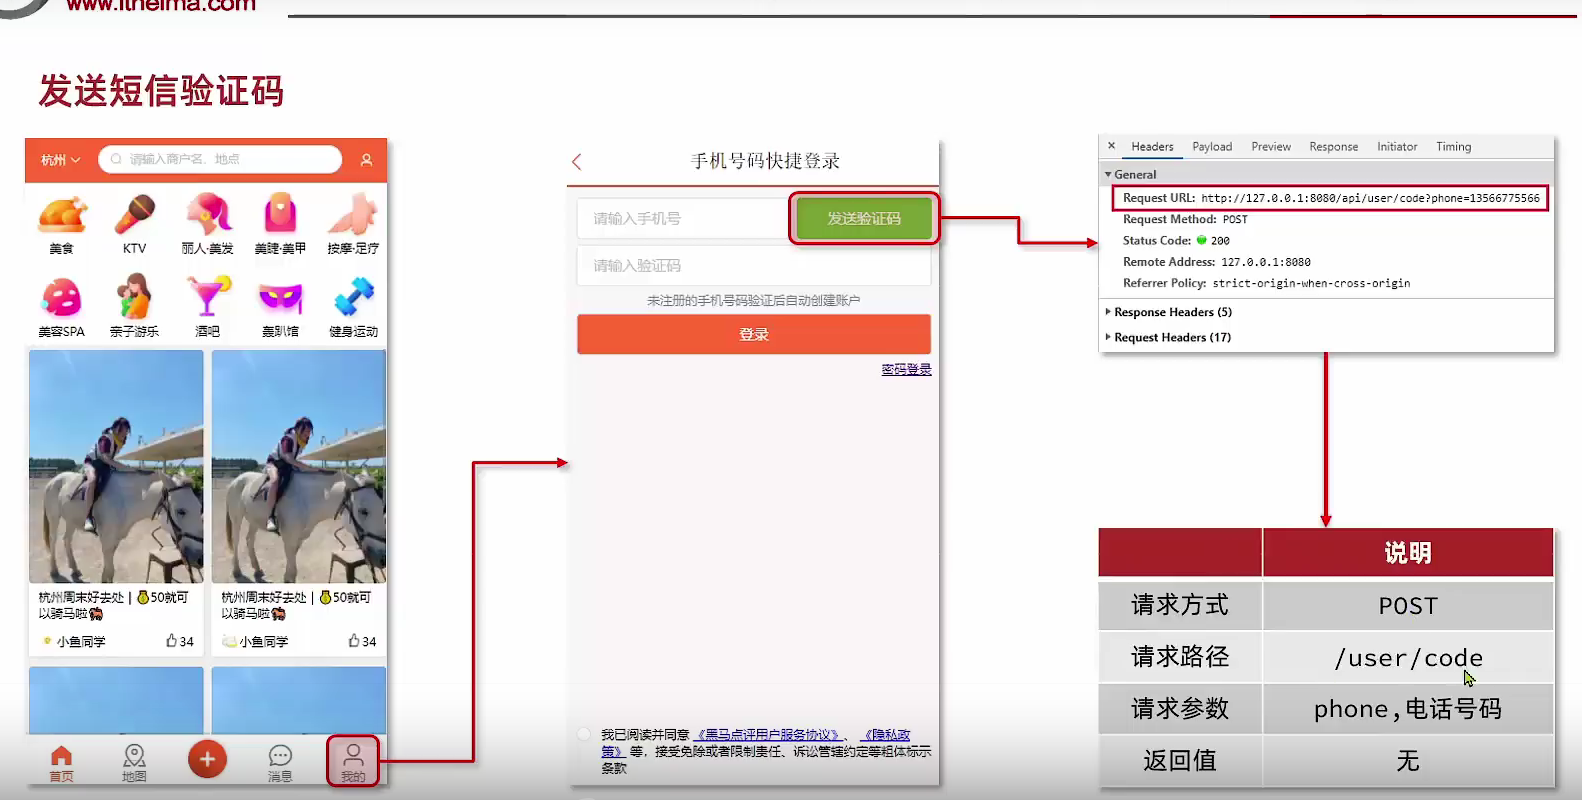 www.itheima.com
发送短信验证码
杭州
请输入商户名、地点
美食
KTV
丽人·美发
美睫·美甲
按摩·足疗
美容SPA
亲子游乐
酒吧
轰趴馆
健身运动
杭州周末好去处 | 💰50就可
以骑马啦🐎
小鱼同学
34
杭州周末好去处 | 💰50就可
以骑马啦🐎
小鱼同学
34
首页
地图
消息
我的
手机号码快捷登录
请输入手机号
发送验证码
请输入验证码
未注册的手机号码验证后自动创建账户
登录
密码登录
我已阅读并同意 《黑马点评用户服务协议》、 《隐私政
策》 等，接受免除或者限制责任、诉讼管辖约定等粗体标示
条款
× Headers Payload Preview Response Initiator Timing
General
Request URL: http://127.0.0.1:8080/api/user/code?phone=13566775566
Request Method: POST
Status Code: 200
Remote Address: 127.0.0.1:8080
Referrer Policy: strict-origin-when-cross-origin
Response Headers (5)
Request Headers (17)
说明
请求方式 POST
请求路径 /user/code
请求参数 phone,电话号码
返回值 无